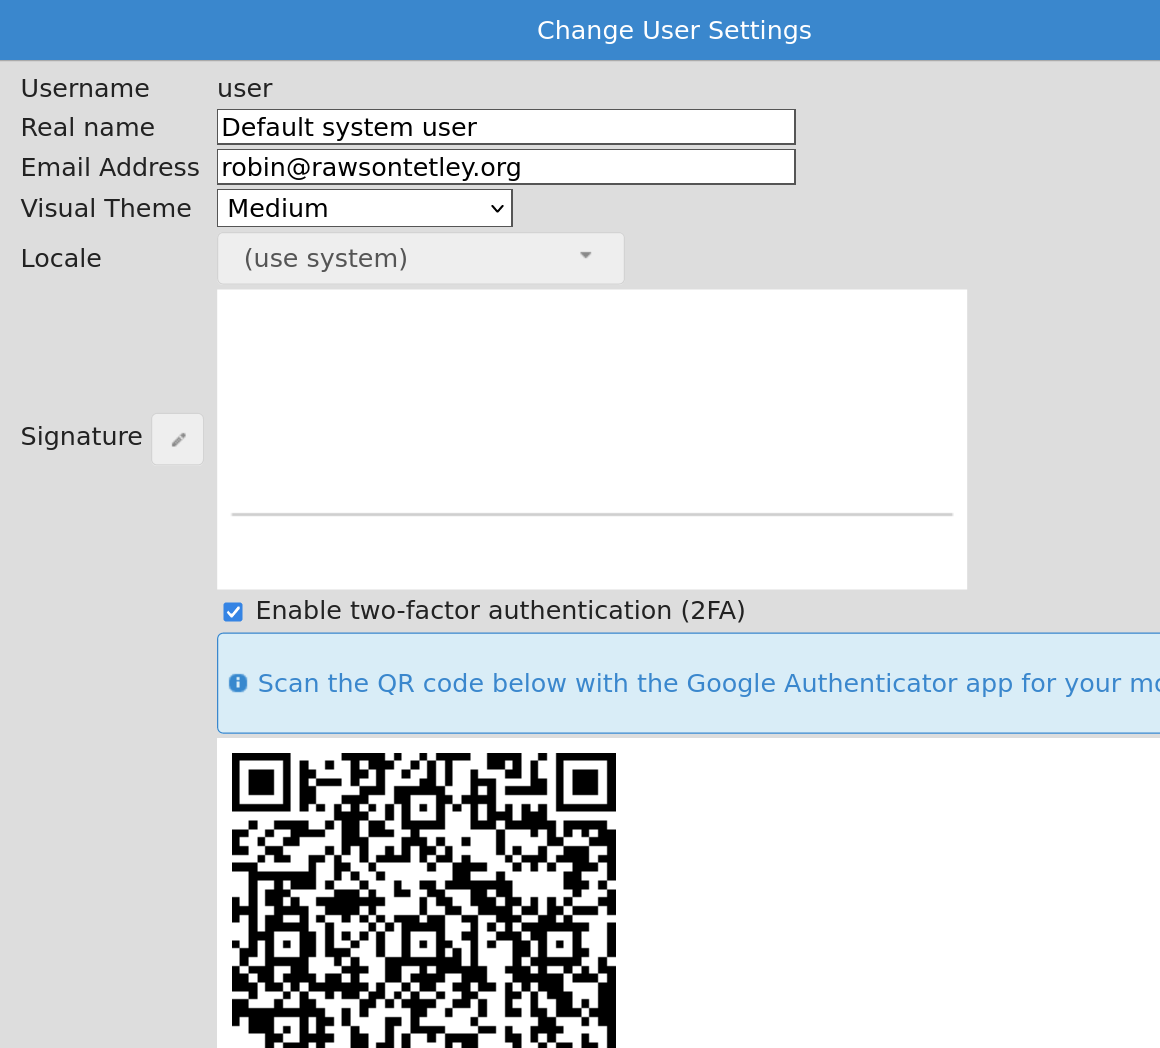 Change User Settings
Username user
Real name Default system user
Email Address robin@rawsontetley.org
Visual Theme Medium
Locale (use system)
Signature
Enable two-factor authentication (2FA)
Scan the QR code below with the Google Authenticator app for your mo